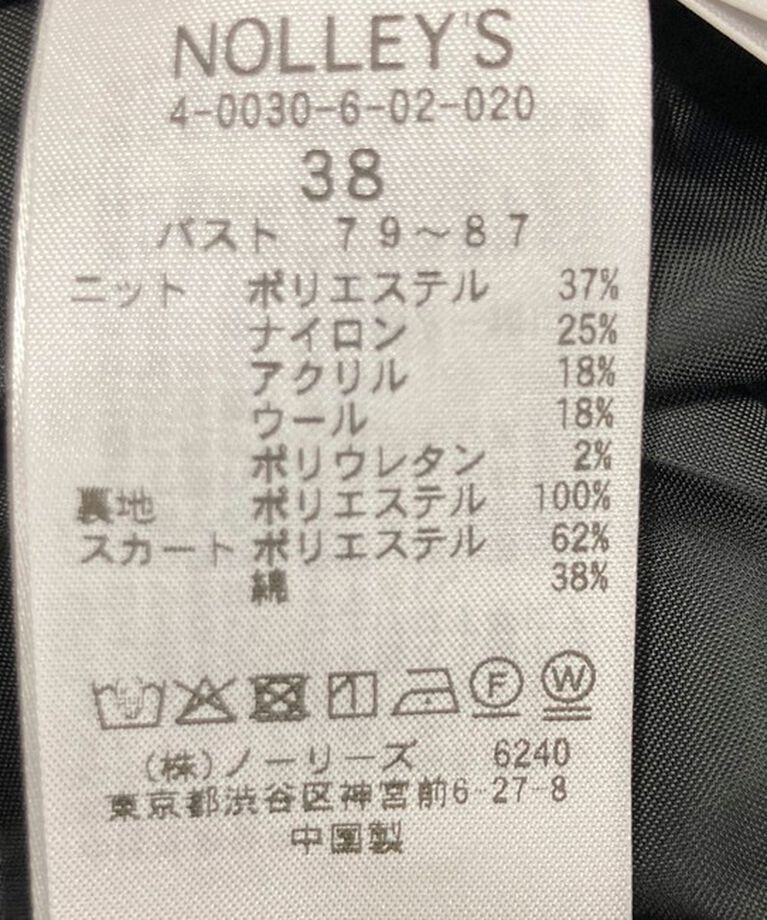 NOLLEY'S
4-0030-6-02-020
38
バスト 79〜87
ニット ポリエステル 37%
ナイロン 25%
アクリル 18%
ウール 18%
ポリウレタン 2%
裏地 ポリエステル 100%
スカート ポリエステル 62%
綿 38%
F W
(株)ノーリーズ 6240
東京都渋谷区神宮前6-27-8
中国製